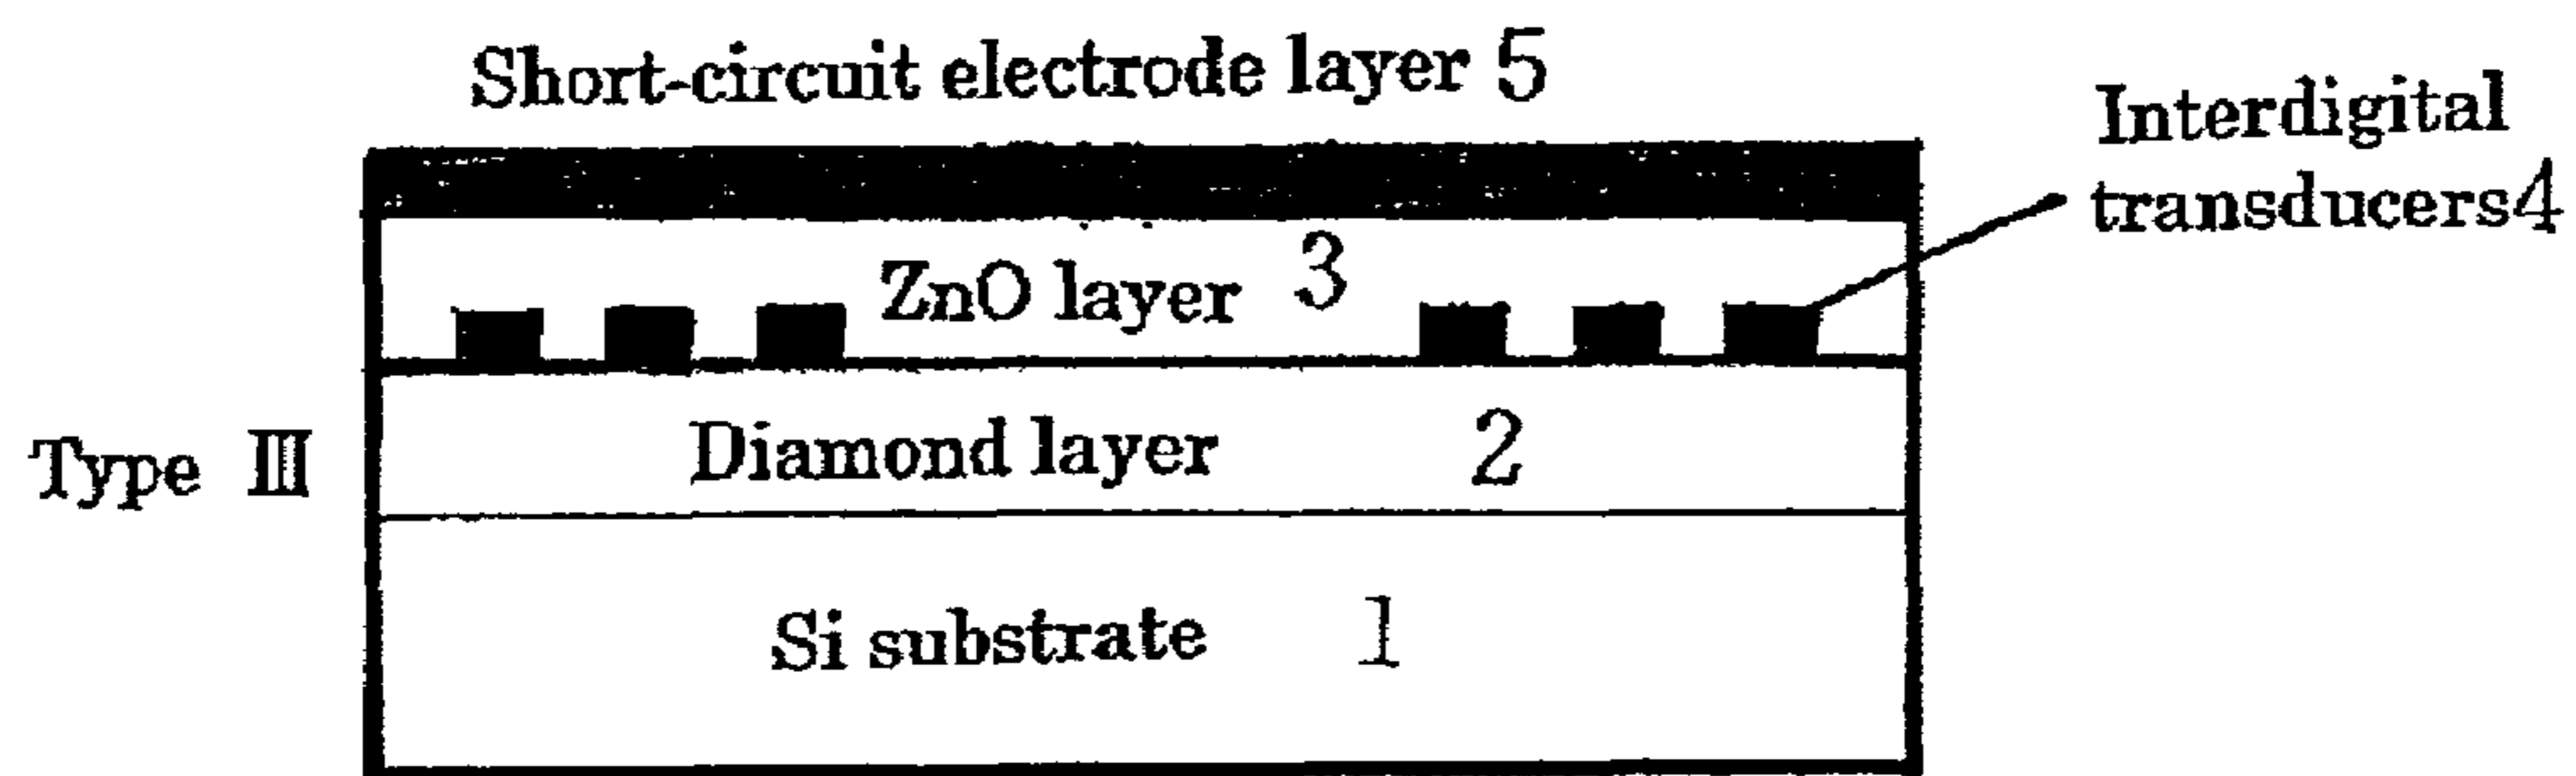 Short-circuit electrode layer 5
Interdigital
transducers4
ZnO layer 3
Type Ⅲ
Diamond layer 2
Si substrate 1